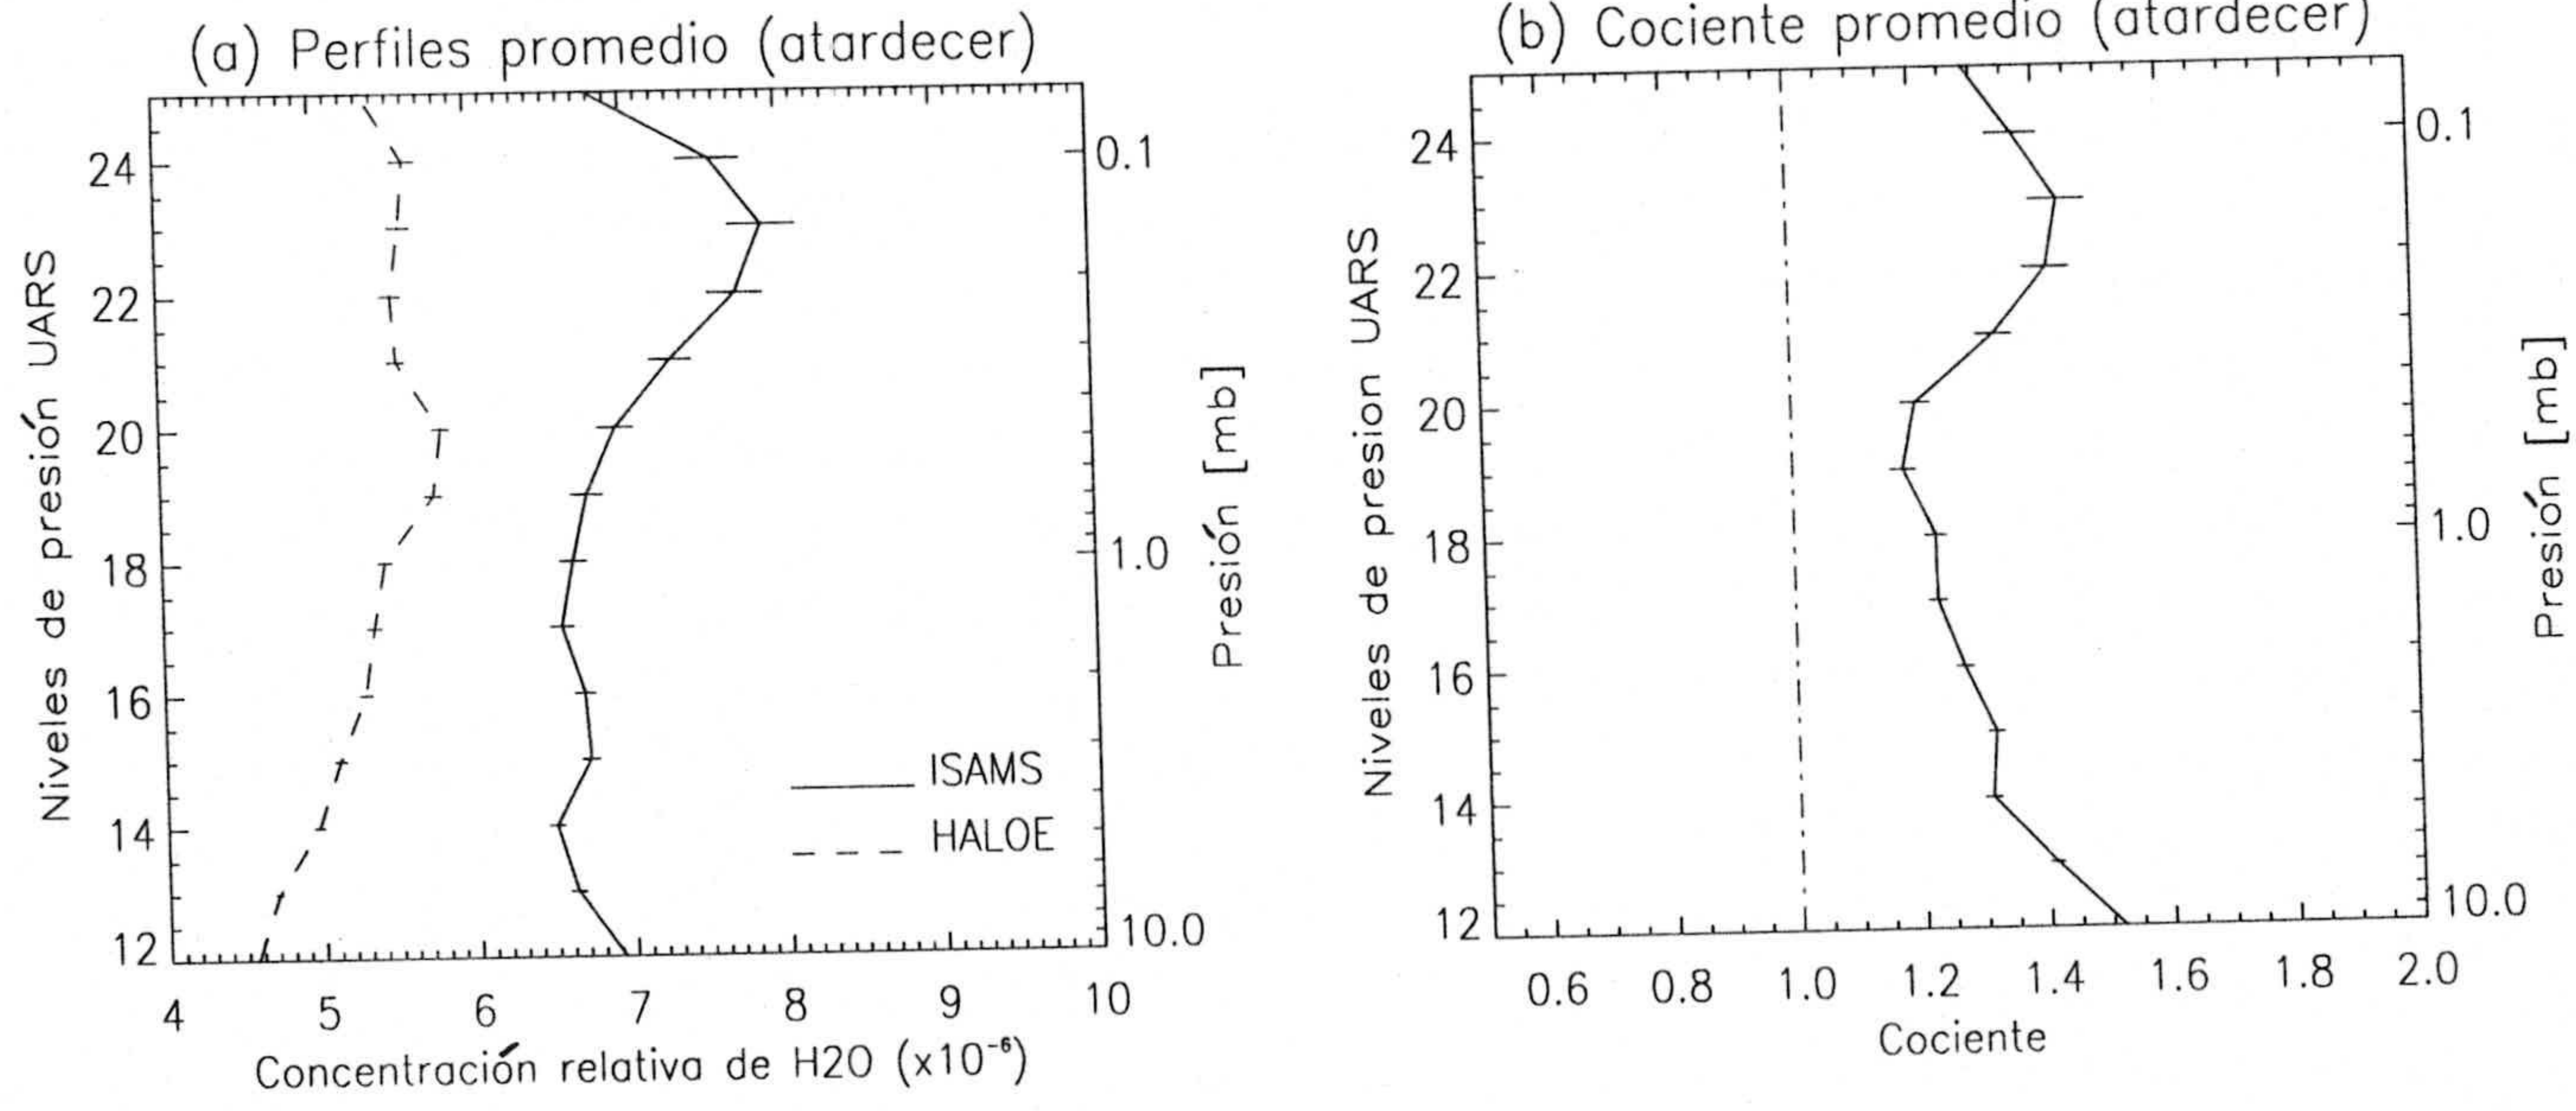 (a) Perfiles promedio (atardecer)
24
22
20
18
16
14
12
Niveles de presión UARS
0.1
1.0
10.0
Presión [mb]
ISAMS
HALOE
4 5 6 7 8 9 10
Concentración relativa de H2O (x10⁻⁶)
(b) Cociente promedio (atardecer)
24
22
20
18
16
14
12
Niveles de presion UARS
0.1
1.0
10.0
Presión [mb]
0.6 0.8 1.0 1.2 1.4 1.6 1.8 2.0
Cociente